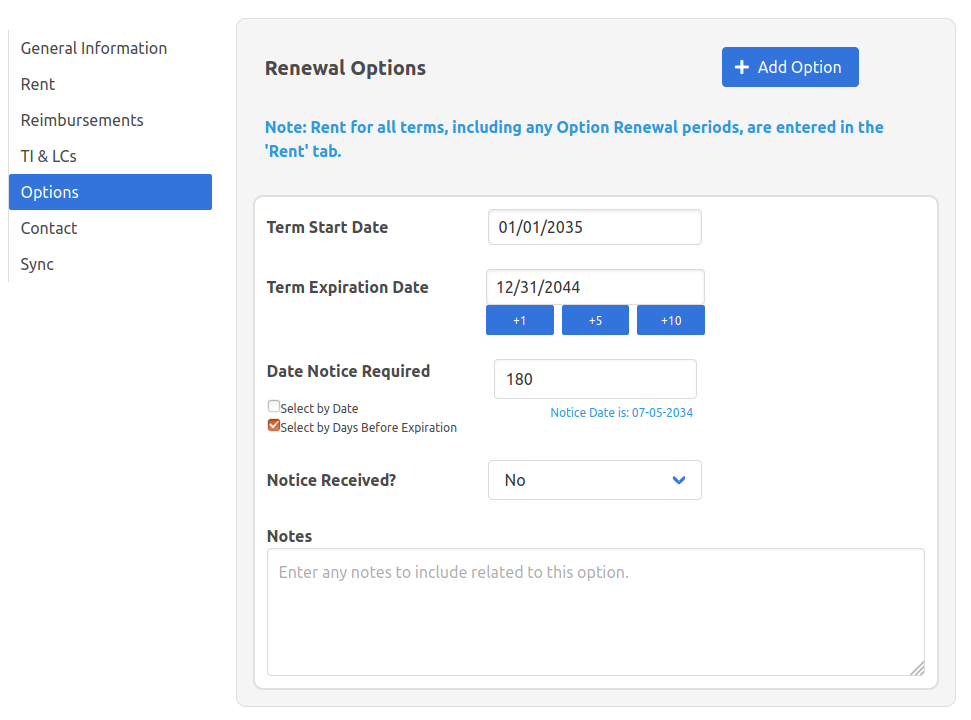 General Information
Rent
Reimbursements
TI & LCs
Options
Contact
Sync
Renewal Options
+ Add Option
Note: Rent for all terms, including any Option Renewal periods, are entered in the
'Rent' tab.
Term Start Date
01/01/2035
Term Expiration Date
12/31/2044
+1 +5 +10
Date Notice Required
180
Select by Date
Notice Date is: 07-05-2034
Select by Days Before Expiration
Notice Received?
No
Notes
Enter any notes to include related to this option.